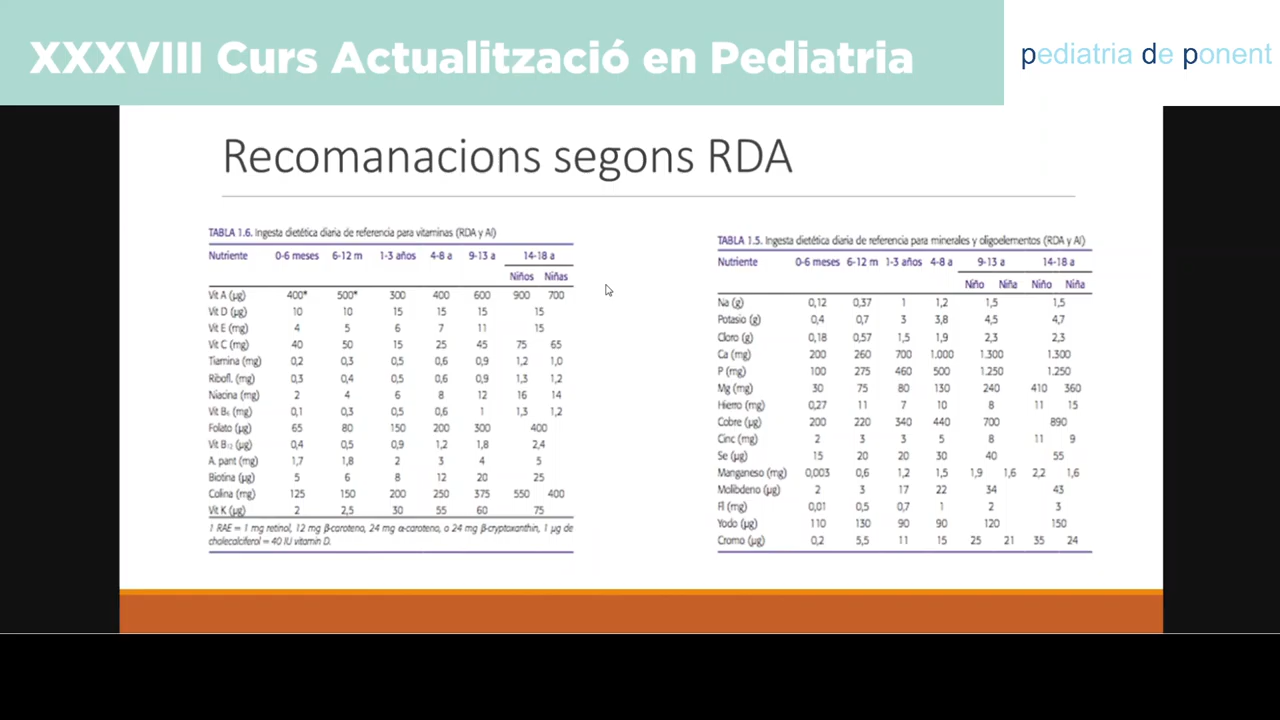 XXXVIII Curs Actualització en Pediatria
pediatria de ponent
Recomanacions segons RDA
TABLA 1.6. Ingesta dietética diaria de referencia para vitaminas (RDA y AI)
Nutriente 0-6 meses 6-12 m 1-3 años 4-8 a 9-13 a 14-18 a
Niños Niñas
Vit A (µg) 400* 500* 300 400 600 900 700
Vit D (µg) 10 10 15 15 15 15
Vit E (mg) 4 5 6 7 11 15
Vit C (mg) 40 50 15 25 45 75 65
Tiamina (mg) 0,2 0,3 0,5 0,6 0,9 1,2 1,0
Ribofl. (mg) 0,3 0,4 0,5 0,6 0,9 1,3 1,2
Niacina (mg) 2 4 6 8 12 16 14
Vit B₆ (mg) 0,1 0,3 0,5 0,6 1 1,3 1,2
Folato (µg) 65 80 150 200 300 400
Vit B₁₂ (µg) 0,4 0,5 0,9 1,2 1,8 2,4
A. pant (mg) 1,7 1,8 2 3 4 5
Biotina (µg) 5 6 8 12 20 25
Colina (mg) 125 150 200 250 375 550 400
Vit K (µg) 2 2,5 30 55 60 75
1 RAE = 1 mg retinol, 12 mg β-caroteno, 24 mg α-caroteno, o 24 mg β-cryptoxanthin, 1 µg de
cholecalciferol = 40 IU vitamin D.
TABLA 1.5. Ingesta dietética diaria de referencia para minerales y oligoelementos (RDA y AI)
Nutriente 0-6 meses 6-12 m 1-3 años 4-8 a 9-13 a 14-18 a
Niño Niña Niño Niña
Na (g) 0,12 0,37 1 1,2 1,5 1,5
Potasio (g) 0,4 0,7 3 3,8 4,5 4,7
Cloro (g) 0,18 0,57 1,5 1,9 2,3 2,3
Ca (mg) 200 260 700 1.000 1.300 1.300
P (mg) 100 275 460 500 1.250 1.250
Mg (mg) 30 75 80 130 240 410 360
Hierro (mg) 0,27 11 7 10 8 11 15
Cobre (µg) 200 220 340 440 700 890
Cinc (mg) 2 3 3 5 8 11 9
Se (µg) 15 20 20 30 40 55
Manganeso (mg) 0,003 0,6 1,2 1,5 1,9 1,6 2,2 1,6
Molibdeno (µg) 2 3 17 22 34 43
Fl (mg) 0,01 0,5 0,7 1 2 3
Yodo (µg) 110 130 90 90 120 150
Cromo (µg) 0,2 5,5 11 15 25 21 35 24